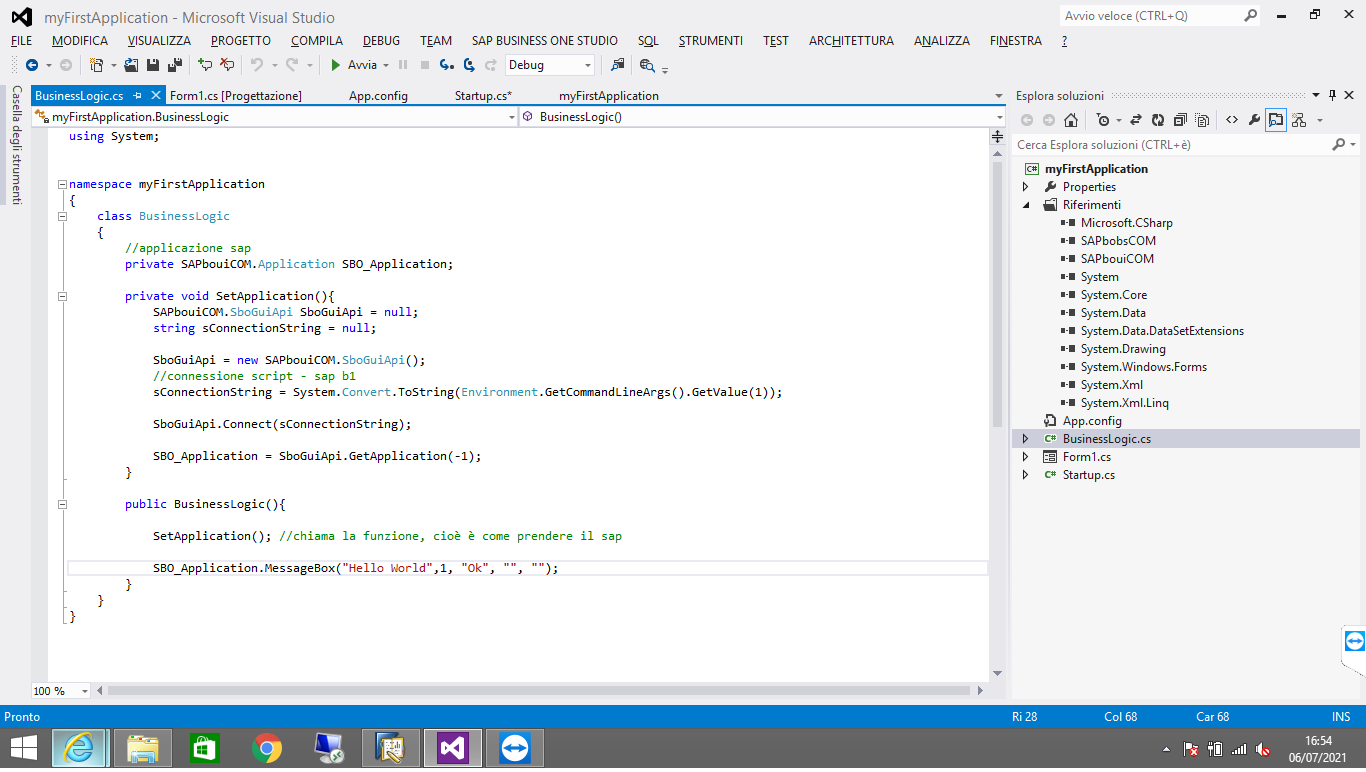 myFirstApplication - Microsoft Visual Studio
Avvio veloce (CTRL+Q)
FILE MODIFICA VISUALIZZA PROGETTO COMPILA DEBUG TEAM SAP BUSINESS ONE STUDIO SQL STRUMENTI TEST ARCHITETTURA ANALIZZA FINESTRA ?
Avvia Debug
Casella degli strumenti
BusinessLogic.cs Form1.cs [Progettazione] App.config Startup.cs* myFirstApplication
myFirstApplication.BusinessLogic BusinessLogic()
using System;
namespace myFirstApplication
{
class BusinessLogic
{
//applicazione sap
private SAPbouiCOM.Application SBO_Application;
private void SetApplication(){
SAPbouiCOM.SboGuiApi SboGuiApi = null;
string sConnectionString = null;
SboGuiApi = new SAPbouiCOM.SboGuiApi();
//connessione script - sap b1
sConnectionString = System.Convert.ToString(Environment.GetCommandLineArgs().GetValue(1));
SboGuiApi.Connect(sConnectionString);
SBO_Application = SboGuiApi.GetApplication(-1);
}
public BusinessLogic(){
SetApplication(); //chiama la funzione, cioè è come prendere il sap
SBO_Application.MessageBox("Hello World",1, "Ok", "", "");
}
}
}
100 %
Esplora soluzioni
Cerca Esplora soluzioni (CTRL+è)
C# myFirstApplication
Properties
Riferimenti
Microsoft.CSharp
SAPbobsCOM
SAPbouiCOM
System
System.Core
System.Data
System.Data.DataSetExtensions
System.Drawing
System.Windows.Forms
System.Xml
System.Xml.Linq
App.config
C# BusinessLogic.cs
Form1.cs
C# Startup.cs
Pronto Ri 28 Col 68 Car 68 INS
16:54
06/07/2021